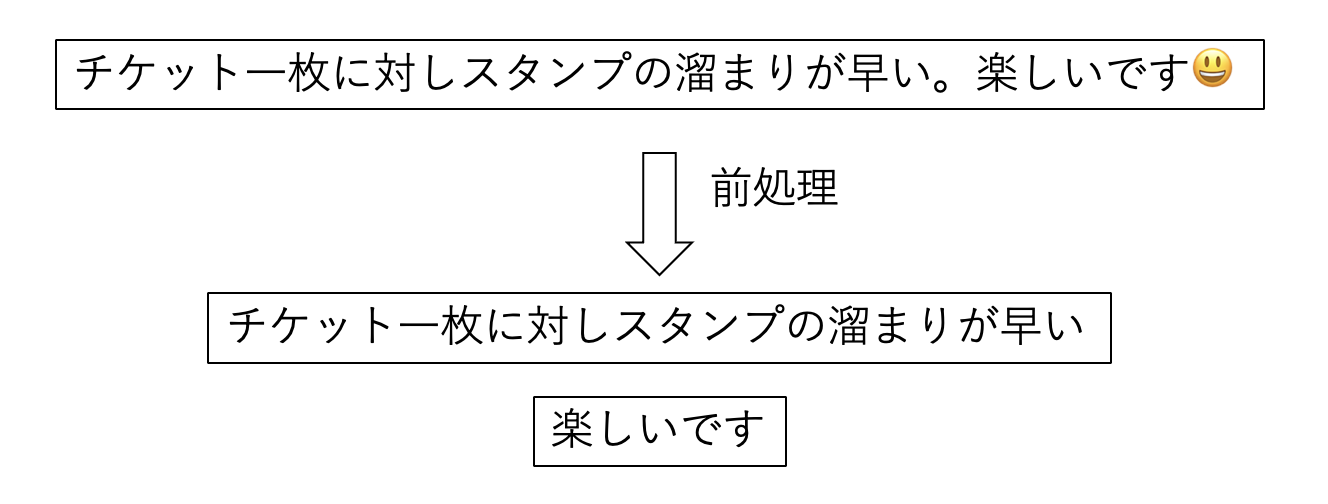 チケット一枚に対しスタンプの溜まりが早い。楽しいです😃
前処理
チケット一枚に対しスタンプの溜まりが早い
楽しいです